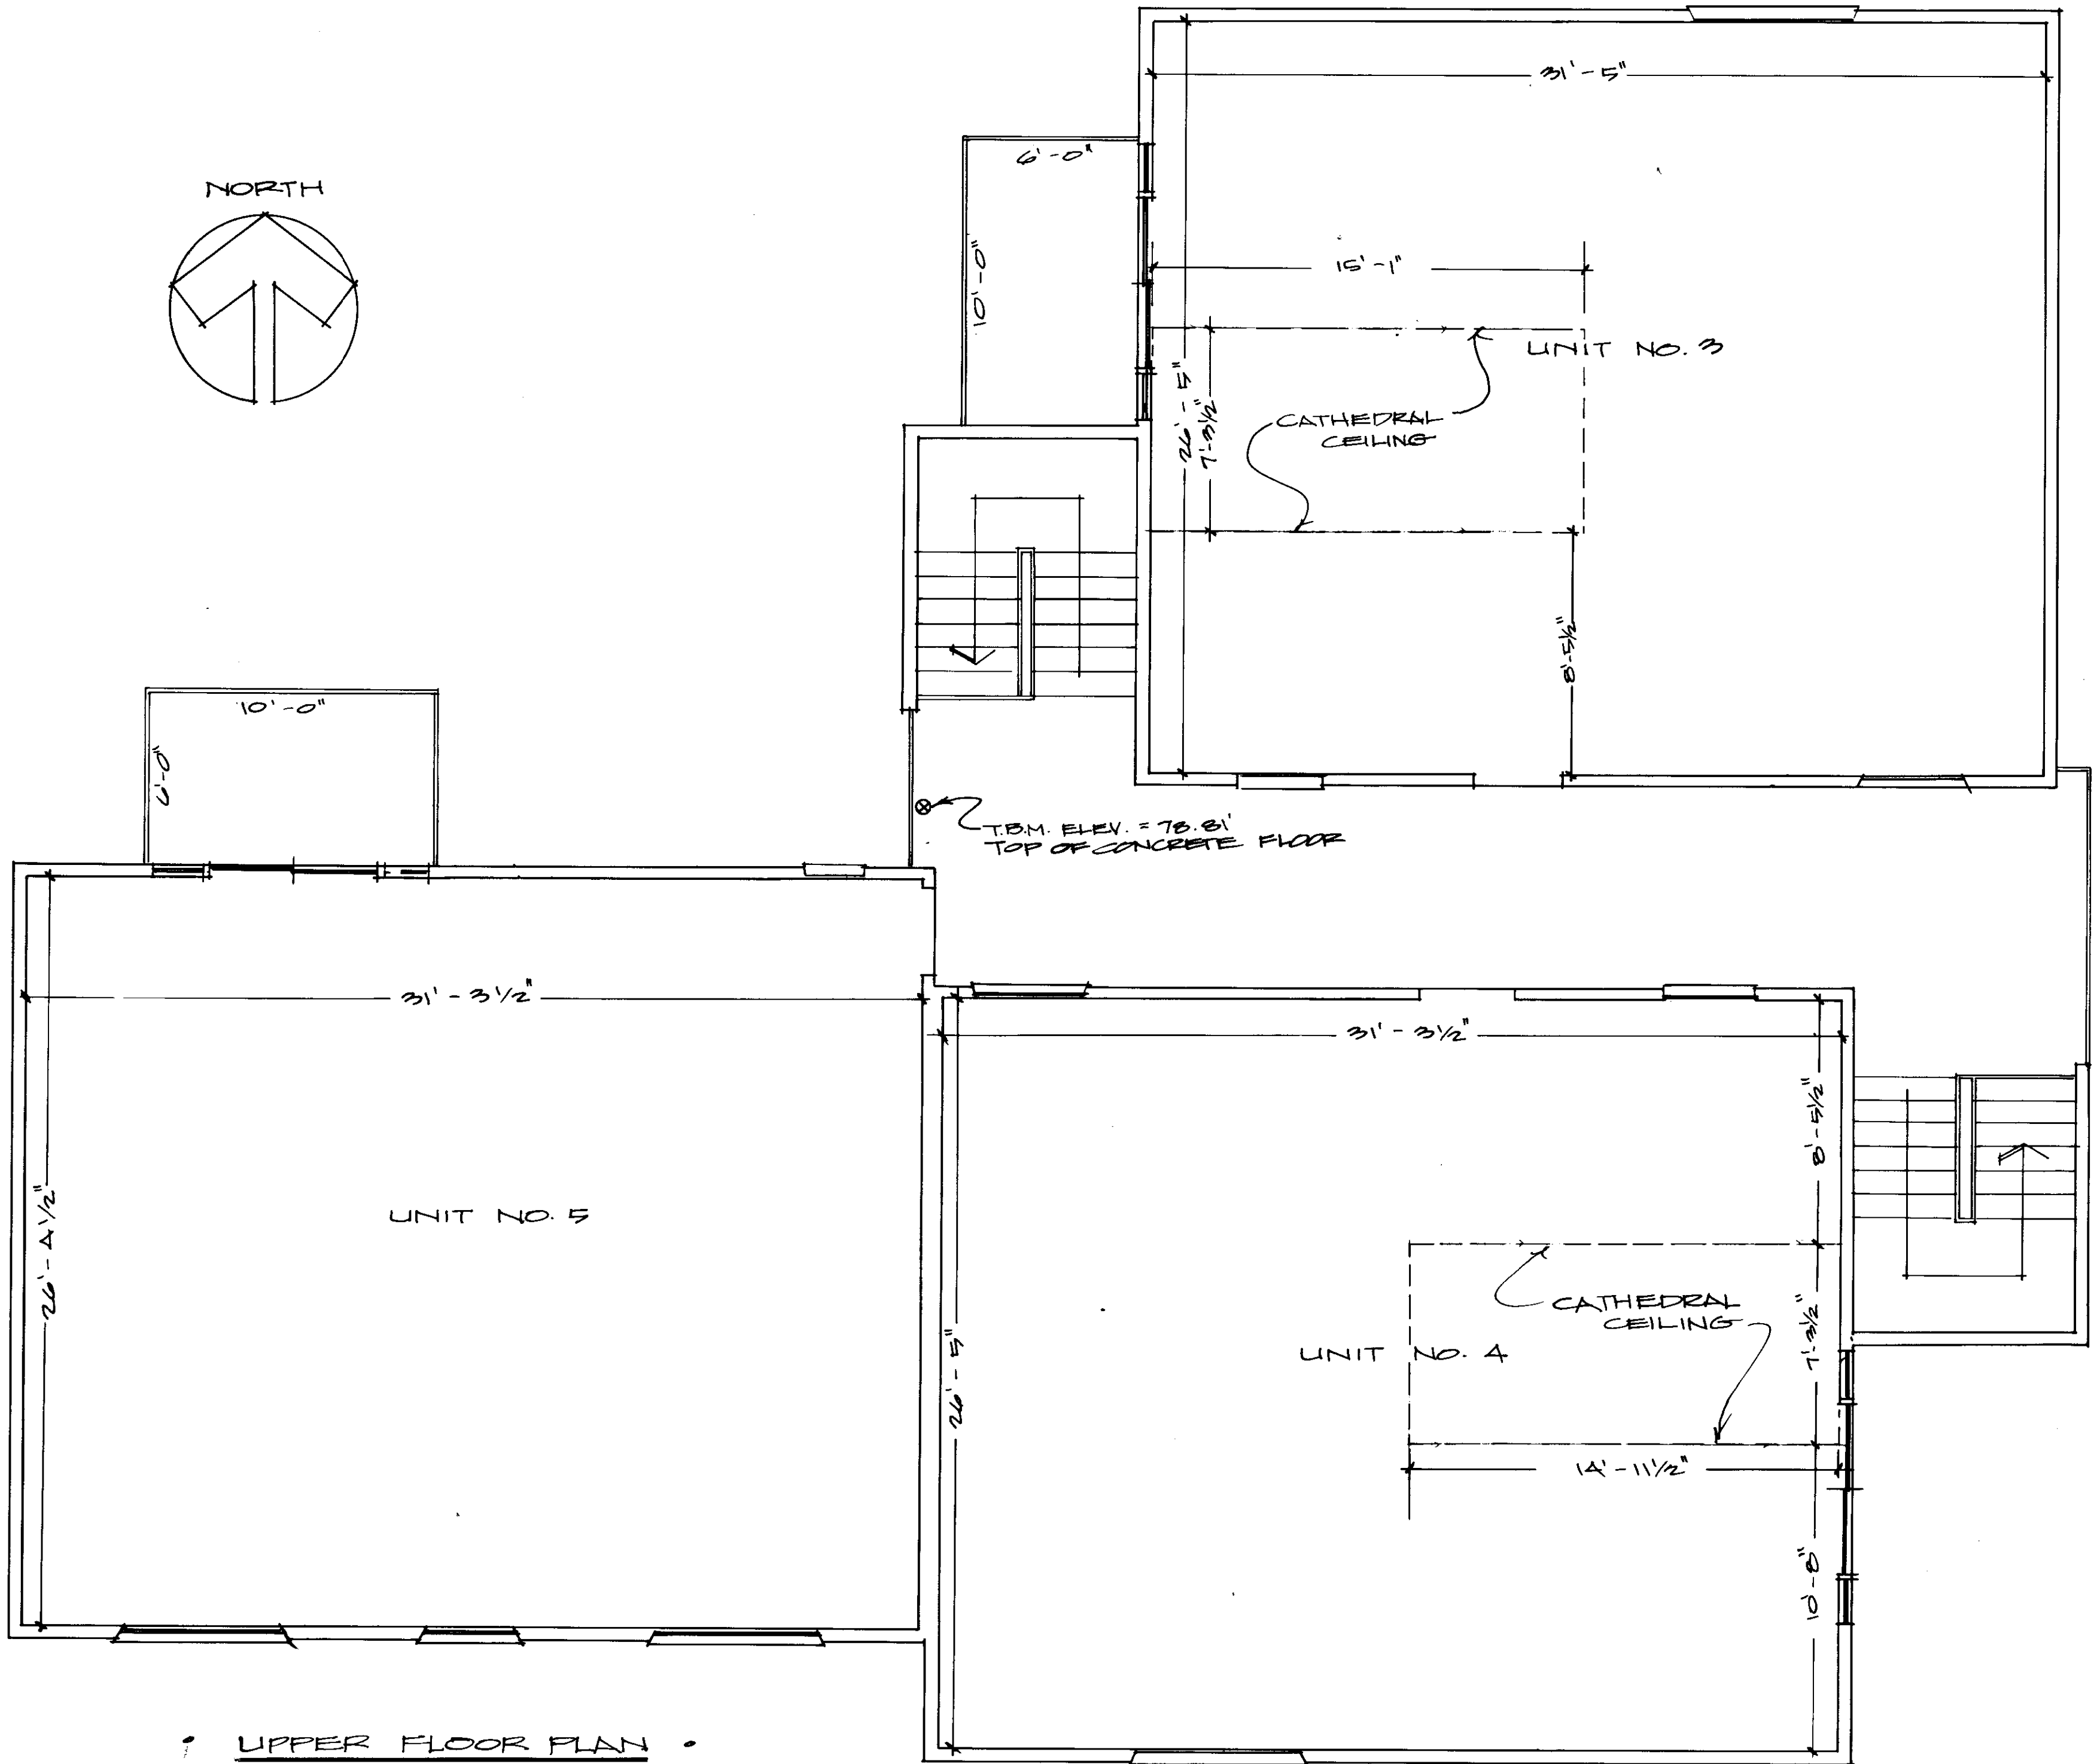 31'-5"
6'-0"
NORTH
10'-0"
15'-1"
UNIT NO. 3
26'-5"
7'-3½"
CATHEDRAL
CEILING
8'-5½"
10'-0"
6'-0"
T.B.M. ELEV. = 78.81'
TOP OF CONCRETE FLOOR
31'-3½"
31'-3½"
8'-5½"
26'-4½"
UNIT NO. 5
CATHEDRAL
CEILING
7'-3½"
UNIT NO. 4
26'-5"
14'-11½"
10'-8"
UPPER FLOOR PLAN